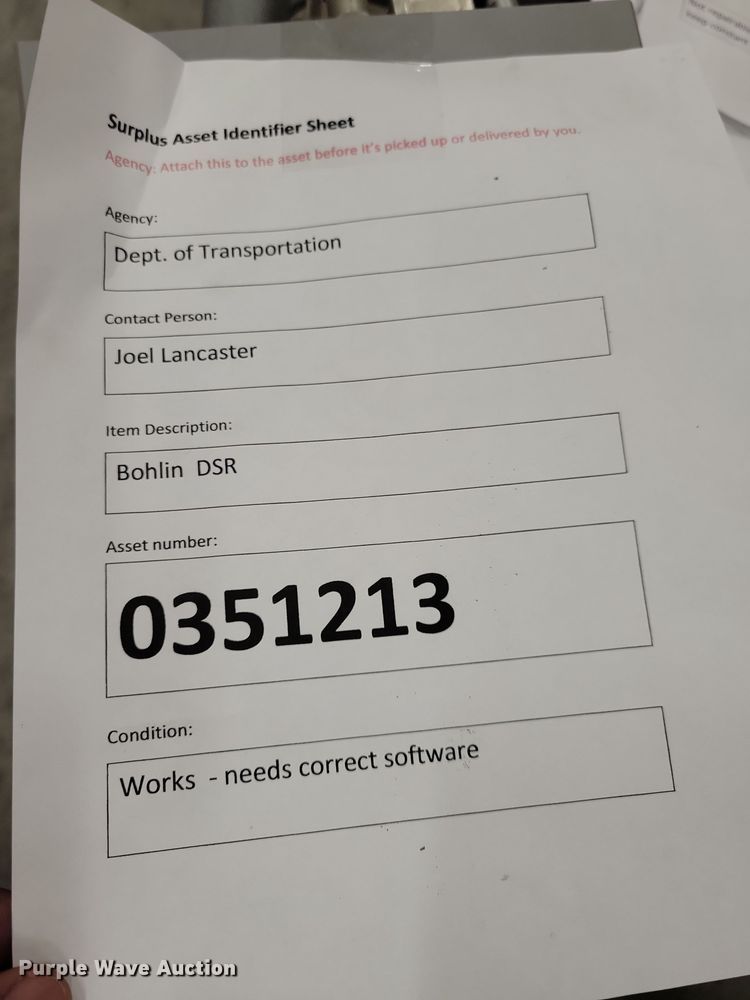 Surplus Asset Identifier Sheet
Agency: Attach this to the asset before it's picked up or delivered by you.
Agency:
Dept. of Transportation
Contact Person:
Joel Lancaster
Item Description:
Bohlin DSR
Asset number:
0351213
Condition:
Works - needs correct software
Purple Wave Auction